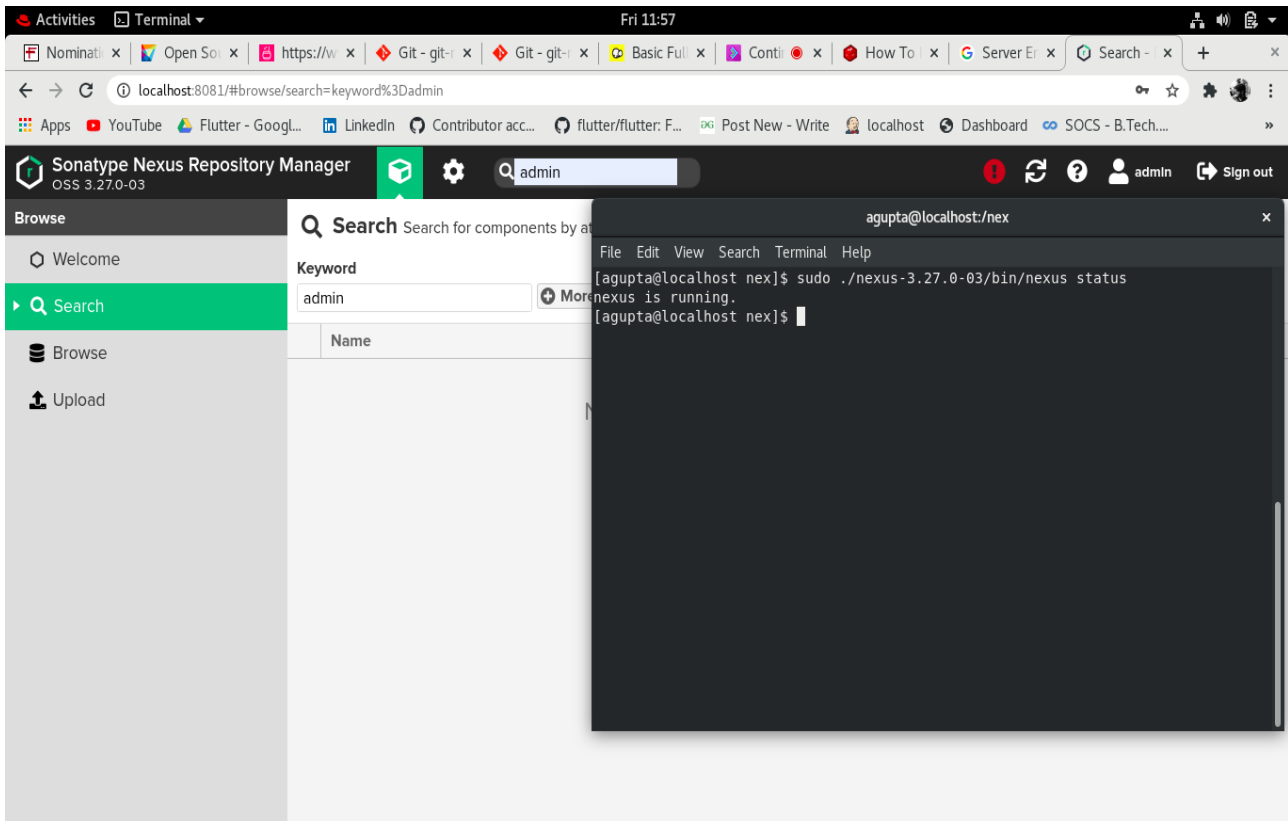 Activities Terminal Fri 11:57
Nominati Open Sou https://w Git - git-r Git - git-r Basic Full Conti How To I Server Er Search -
localhost:8081/#browse/search=keyword%3Dadmin
Apps YouTube Flutter - Googl... LinkedIn Contributor acc... flutter/flutter: F... Post New - Write localhost Dashboard SOCS - B.Tech.... »
Sonatype Nexus Repository Manager
OSS 3.27.0-03
admin
admin Sign out
Browse
Welcome
Search
Browse
Upload
Search Search for components by at
Keyword
admin More
Name
N
agupta@localhost:/nex
File Edit View Search Terminal Help
[agupta@localhost nex]$ sudo ./nexus-3.27.0-03/bin/nexus status
nexus is running.
[agupta@localhost nex]$